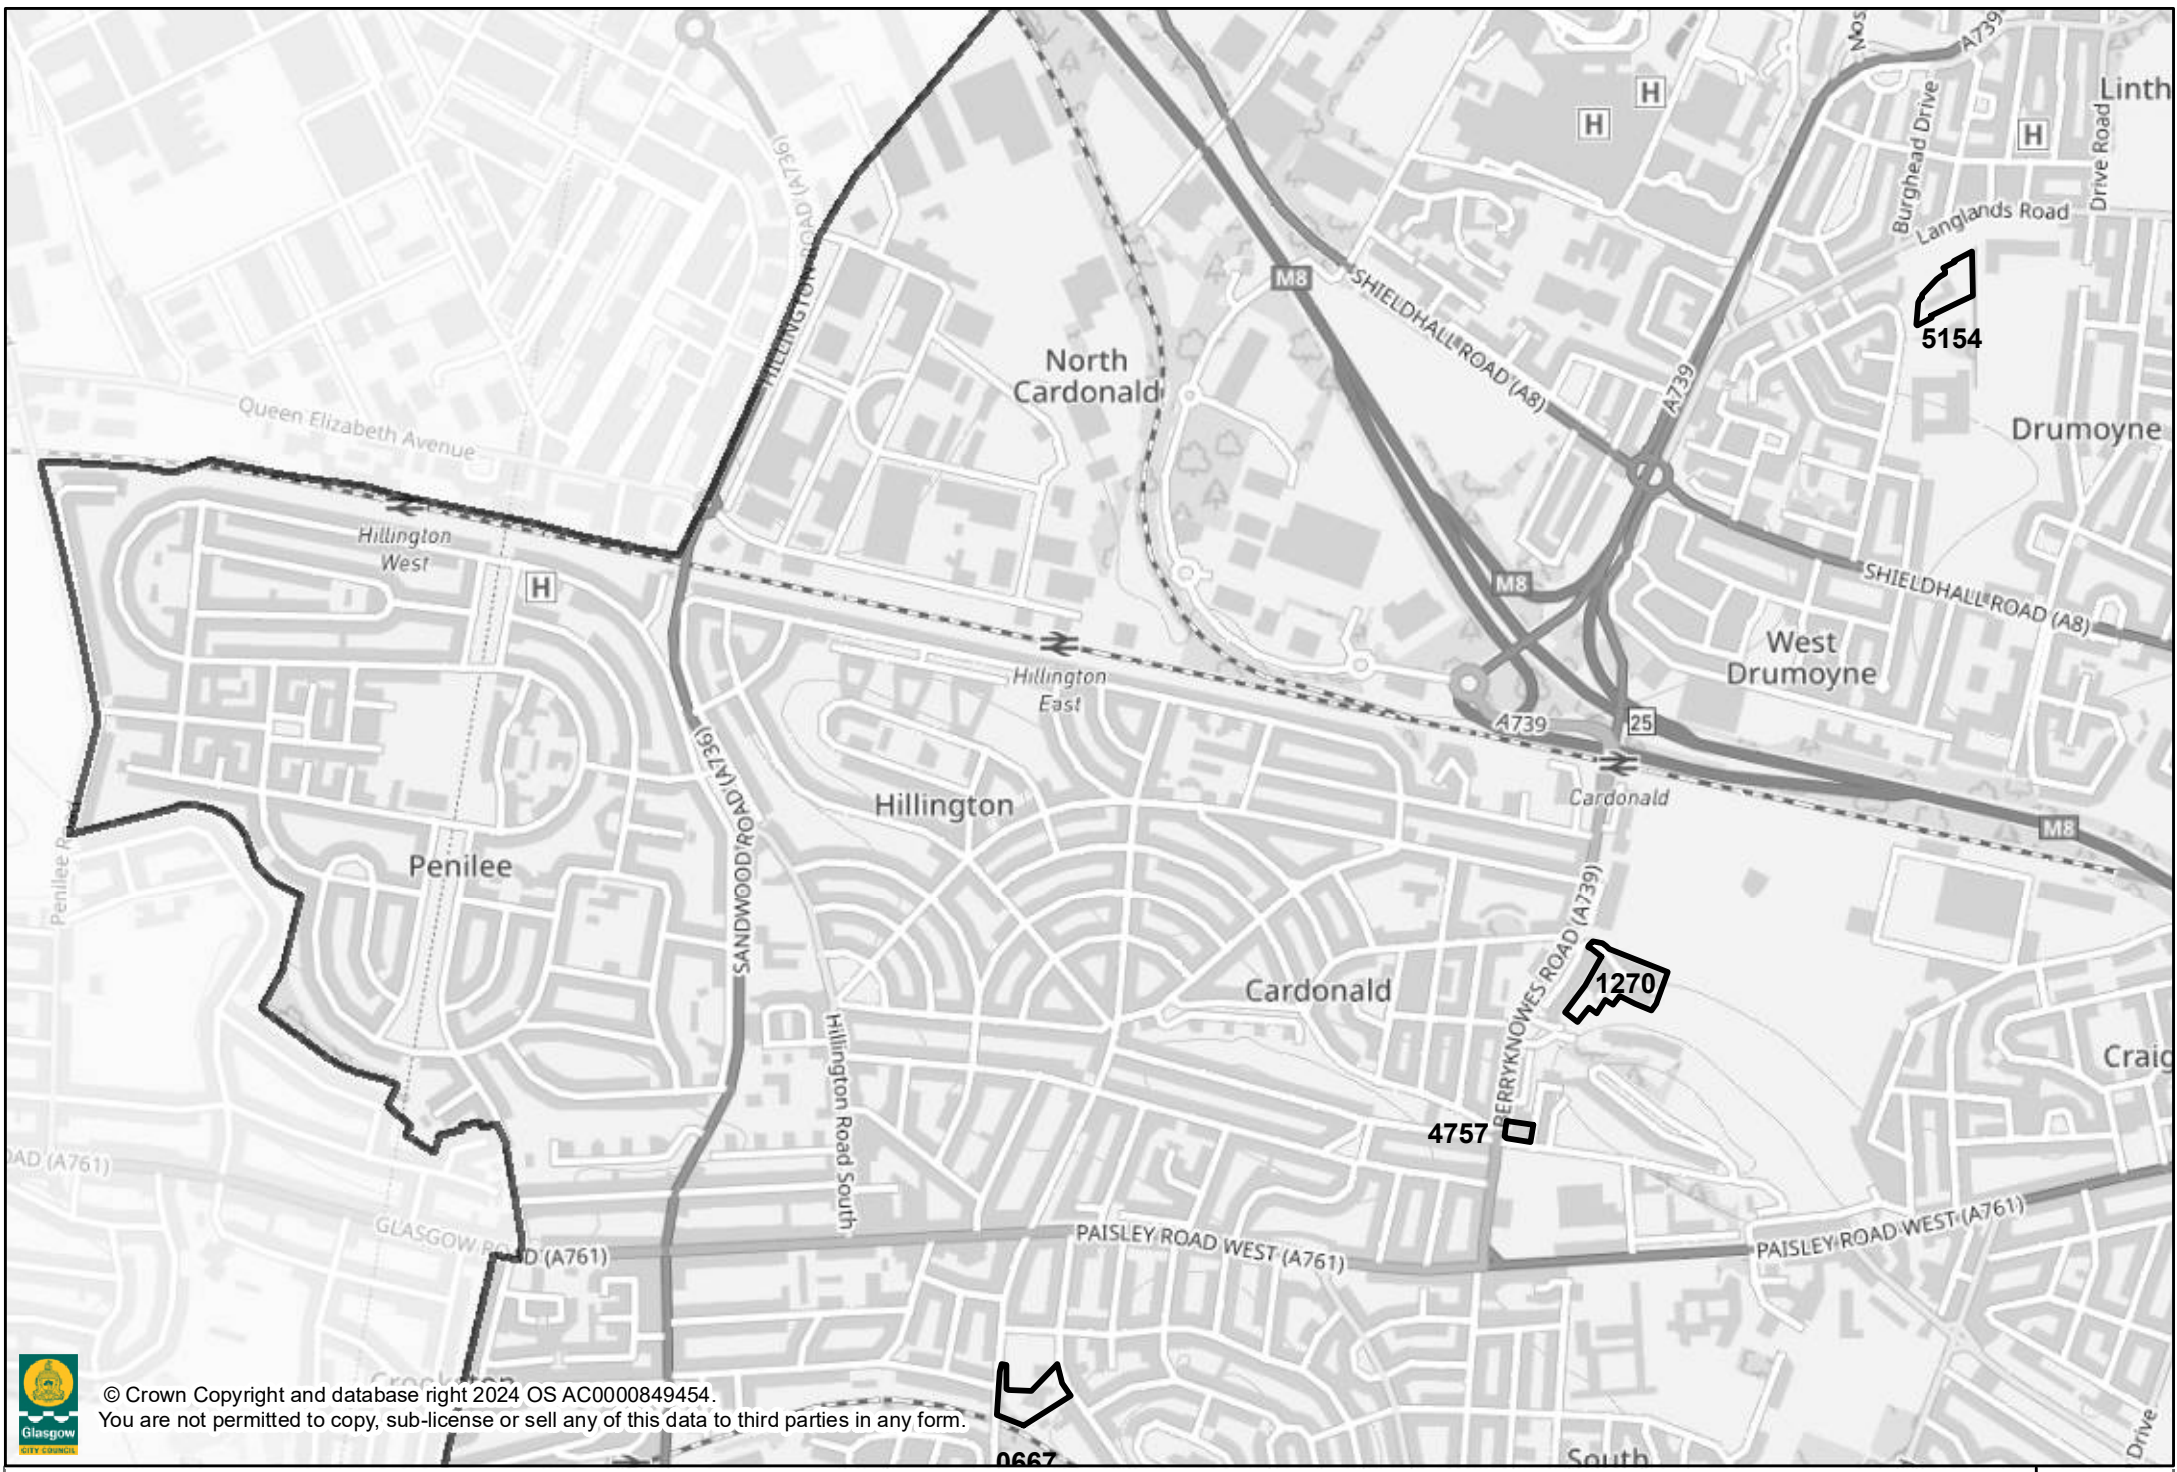 A739
Burghead Drive
H
H
H
Linth
Drive Road
Langlands Road
5154
HILLINGTON ROAD (A736)
M8
SHIELDHALL ROAD (A8)
A739
North
Cardonald
Drumoyne
Queen Elizabeth Avenue
Hillington
West
H
M8
SHIELDHALL ROAD (A8)
West
Drumoyne
Hillington
East
A739
25
Cardonald
M8
SANDWOOD ROAD (A736)
Hillington
Penilee
Penilee R
BERRYKNOWES ROAD (A739)
1270
Cardonald
Craig
Hillington Road South
4757
OAD (A761)
GLASGOW ROAD (A761)
PAISLEY ROAD WEST (A761)
PAISLEY ROAD WEST (A761)
Crookston
© Crown Copyright and database right 2024 OS AC0000849454.
You are not permitted to copy, sub-license or sell any of this data to third parties in any form.
Glasgow
CITY COUNCIL
0667
South
Drive